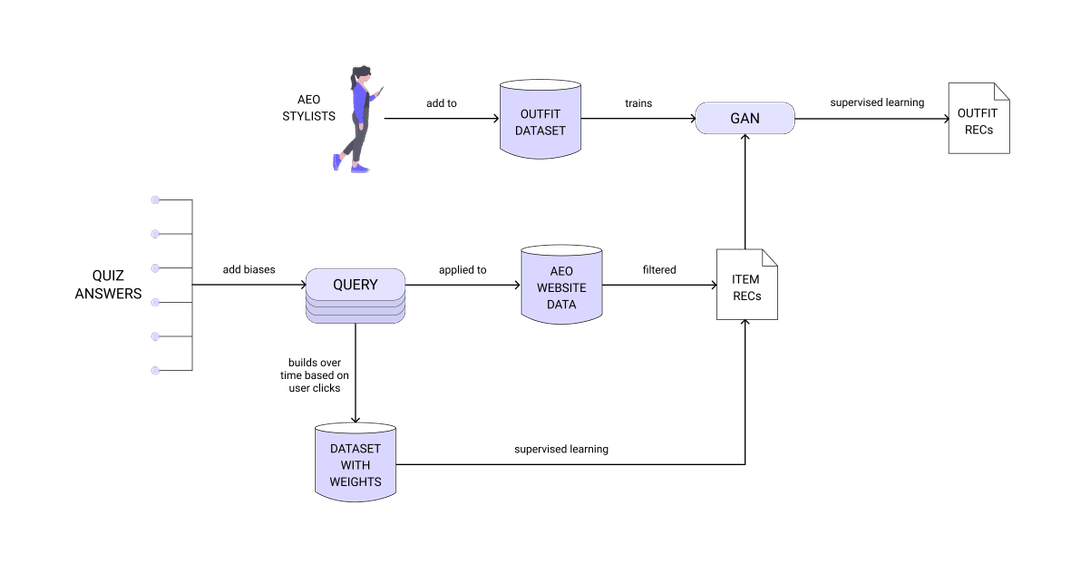 AEO
STYLISTS
add to
OUTFIT
DATASET
trains
GAN
supervised learning
OUTFIT
RECs
QUIZ
ANSWERS
add biases
QUERY
applied to
AEO
WEBSITE
DATA
filtered
ITEM
RECs
builds over
time based on
user clicks
DATASET
WITH
WEIGHTS
supervised learning